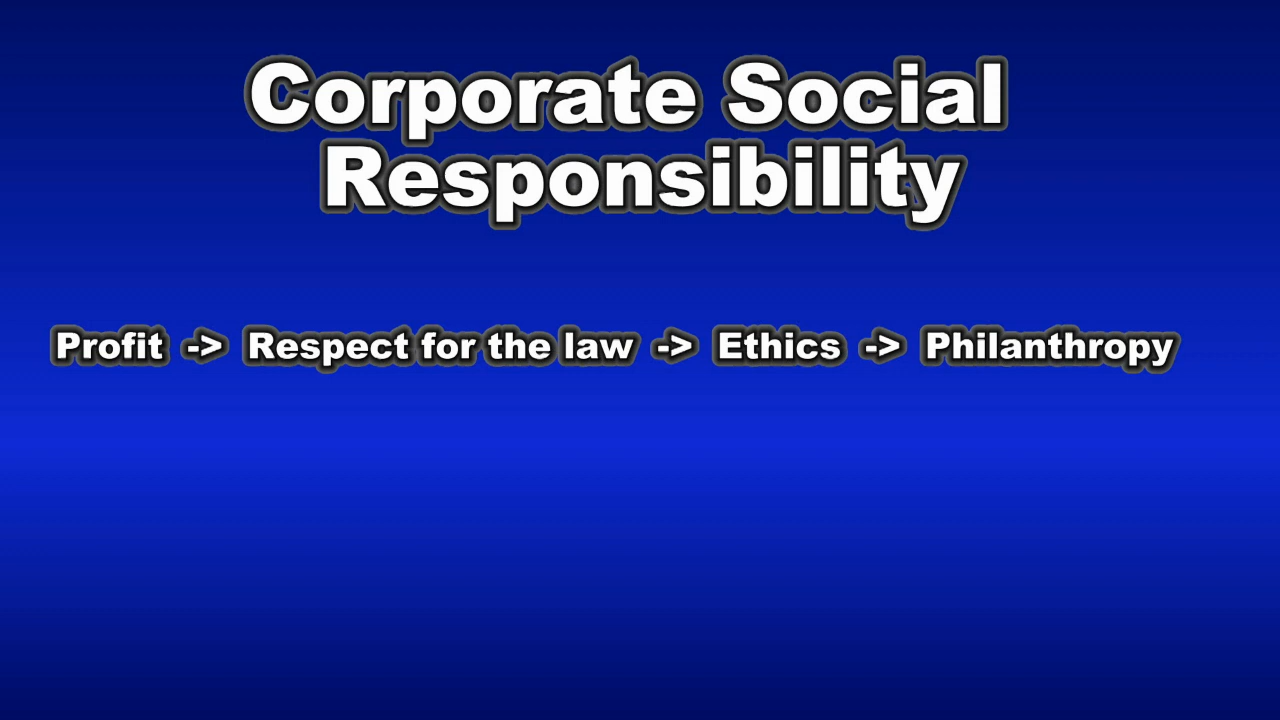 Corporate Social
Responsibility
Profit -> Respect for the law -> Ethics -> Philanthropy